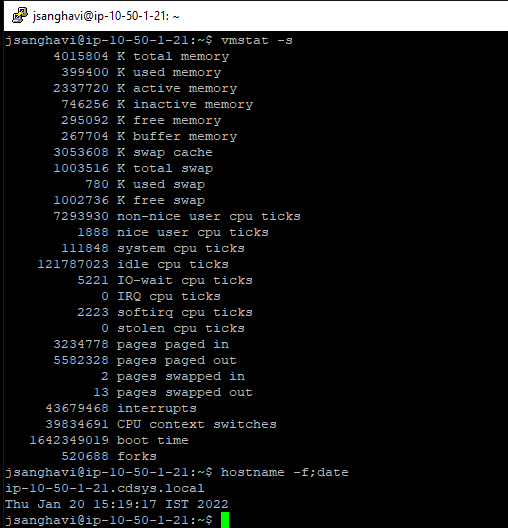 jsanghavi@ip-10-50-1-21: ~
jsanghavi@ip-10-50-1-21:~$ vmstat -s
4015804 K total memory
399400 K used memory
2337720 K active memory
746256 K inactive memory
295092 K free memory
267704 K buffer memory
3053608 K swap cache
1003516 K total swap
780 K used swap
1002736 K free swap
7293930 non-nice user cpu ticks
1888 nice user cpu ticks
111848 system cpu ticks
121787023 idle cpu ticks
5221 IO-wait cpu ticks
0 IRQ cpu ticks
2223 softirq cpu ticks
0 stolen cpu ticks
3234778 pages paged in
5582328 pages paged out
2 pages swapped in
13 pages swapped out
43679468 interrupts
39834691 CPU context switches
1642349019 boot time
520688 forks
jsanghavi@ip-10-50-1-21:~$ hostname -f;date
ip-10-50-1-21.cdsys.local
Thu Jan 20 15:19:17 IST 2022
jsanghavi@ip-10-50-1-21:~$